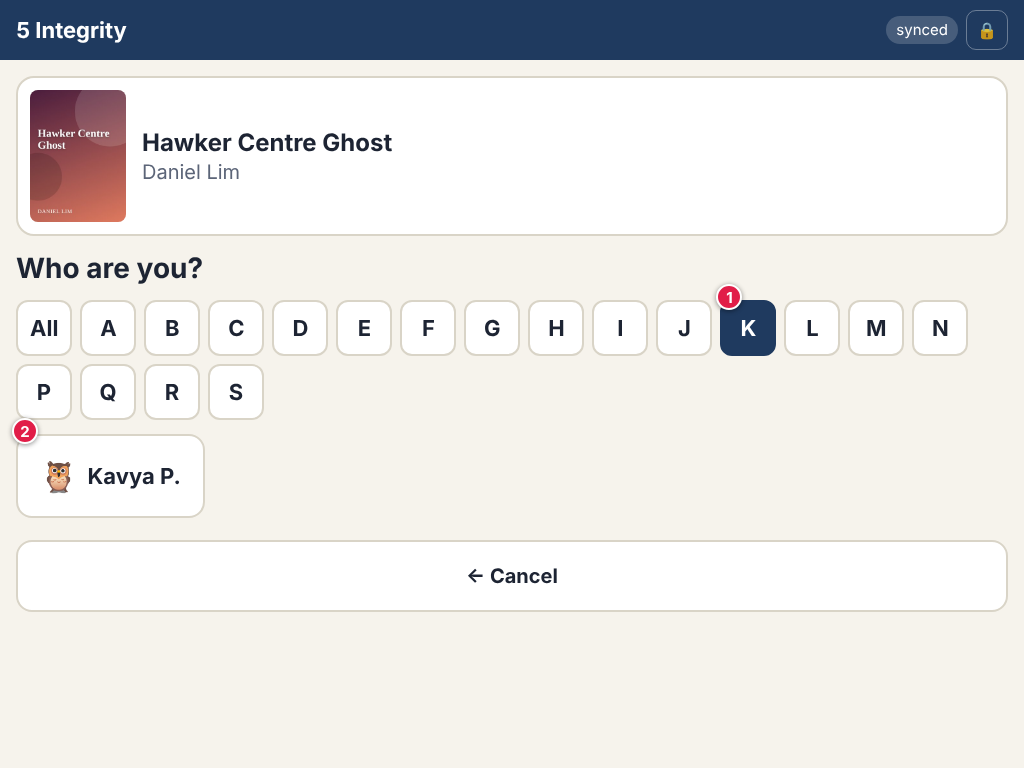 5 Integrity
synced
Hawker Centre
Ghost
DANIEL LIM
Hawker Centre Ghost
Daniel Lim
Who are you?
1
All A B C D E F G H I J K L M N
P Q R S
2
Kavya P.
← Cancel